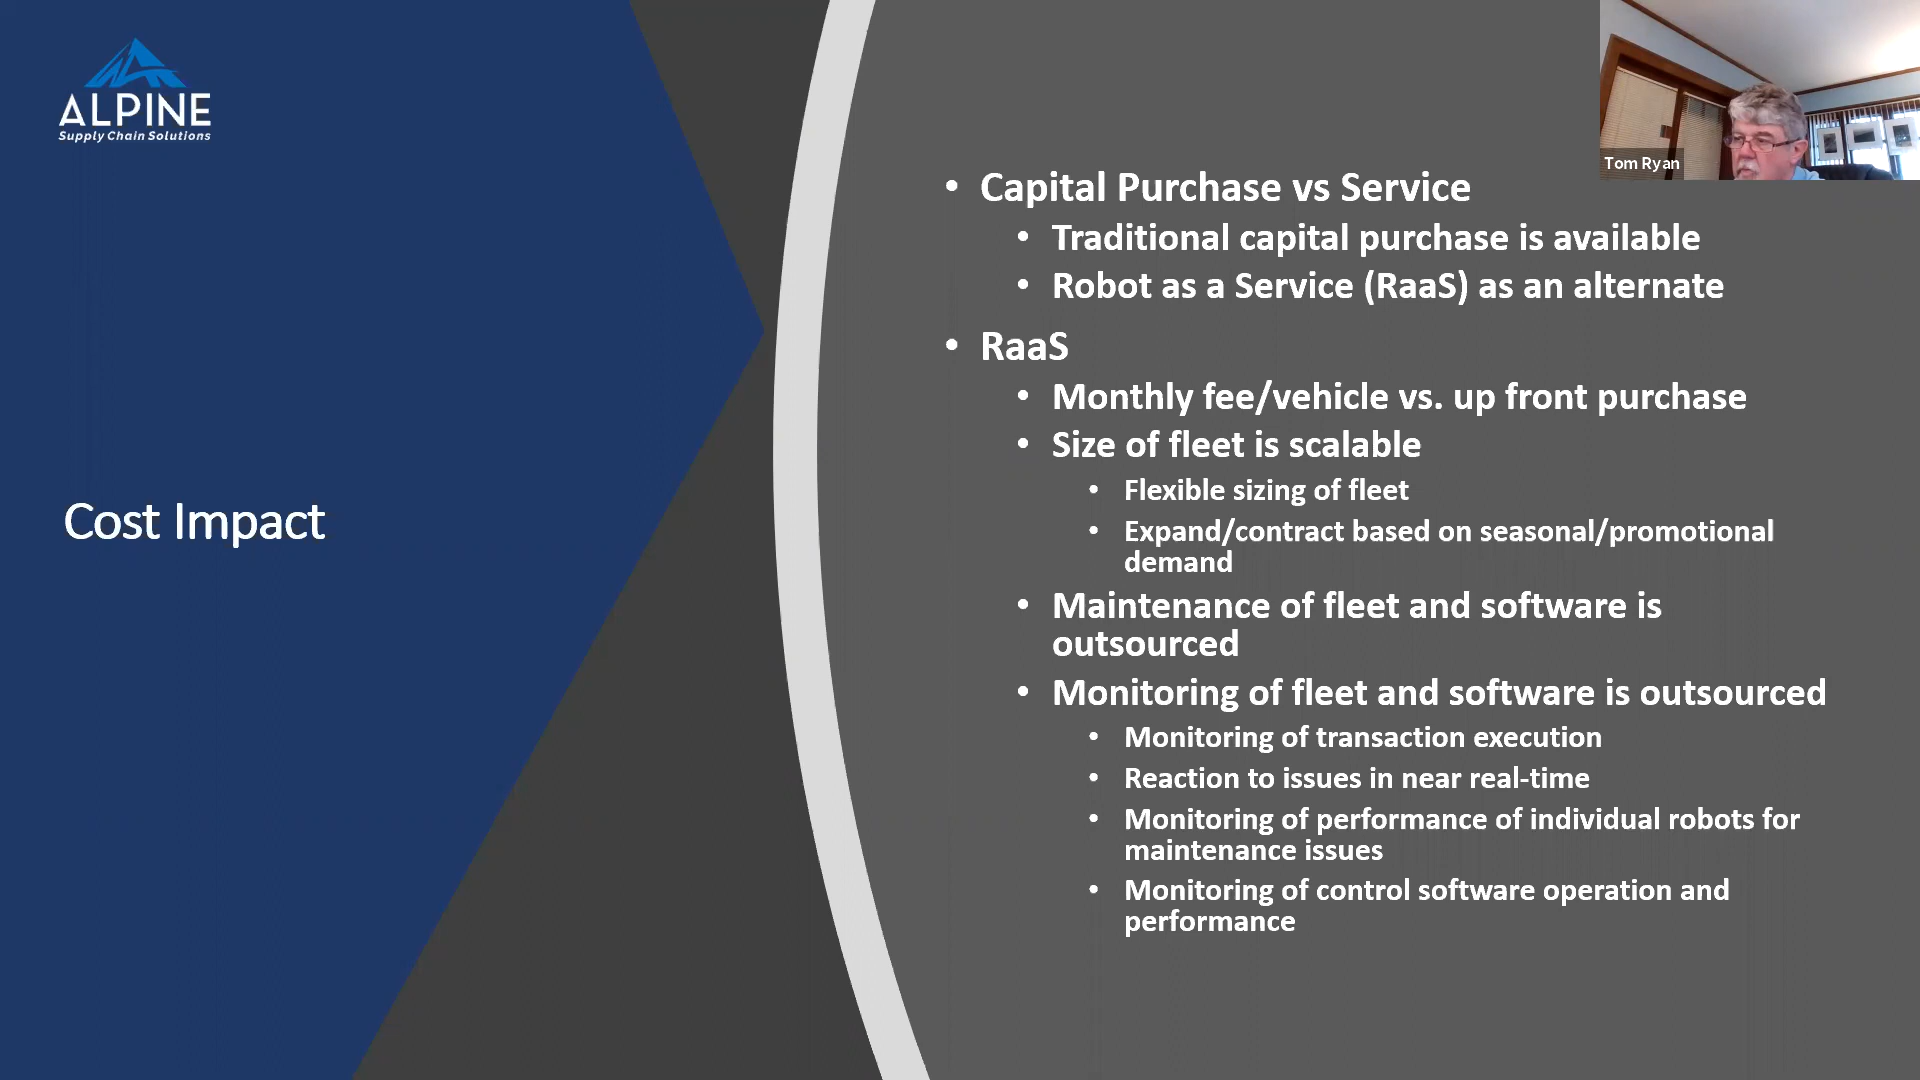 ALPINE
Supply Chain Solutions
Cost Impact
Tom Ryan
• Capital Purchase vs Service
• Traditional capital purchase is available
• Robot as a Service (RaaS) as an alternate
• RaaS
• Monthly fee/vehicle vs. up front purchase
• Size of fleet is scalable
• Flexible sizing of fleet
• Expand/contract based on seasonal/promotional
demand
• Maintenance of fleet and software is
outsourced
• Monitoring of fleet and software is outsourced
• Monitoring of transaction execution
• Reaction to issues in near real-time
• Monitoring of performance of individual robots for
maintenance issues
• Monitoring of control software operation and
performance